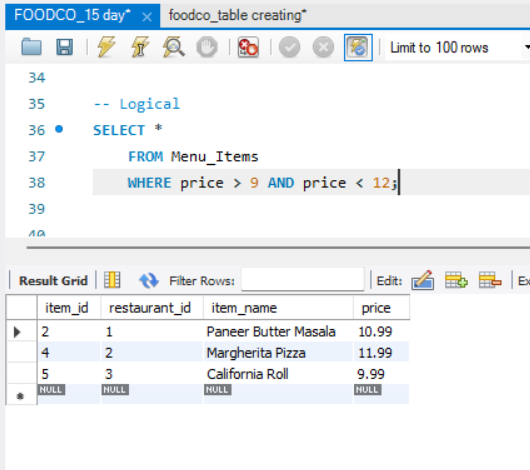 FOODCO_15 day* × foodco_table creating*
Limit to 100 rows
34
35 -- Logical
36 SELECT *
37 FROM Menu_Items
38 WHERE price > 9 AND price < 12;
39
40
Result Grid Filter Rows: Edit: Ex
item_id restaurant_id item_name price
2 1 Paneer Butter Masala 10.99
4 2 Margherita Pizza 11.99
5 3 California Roll 9.99
NULL NULL NULL NULL